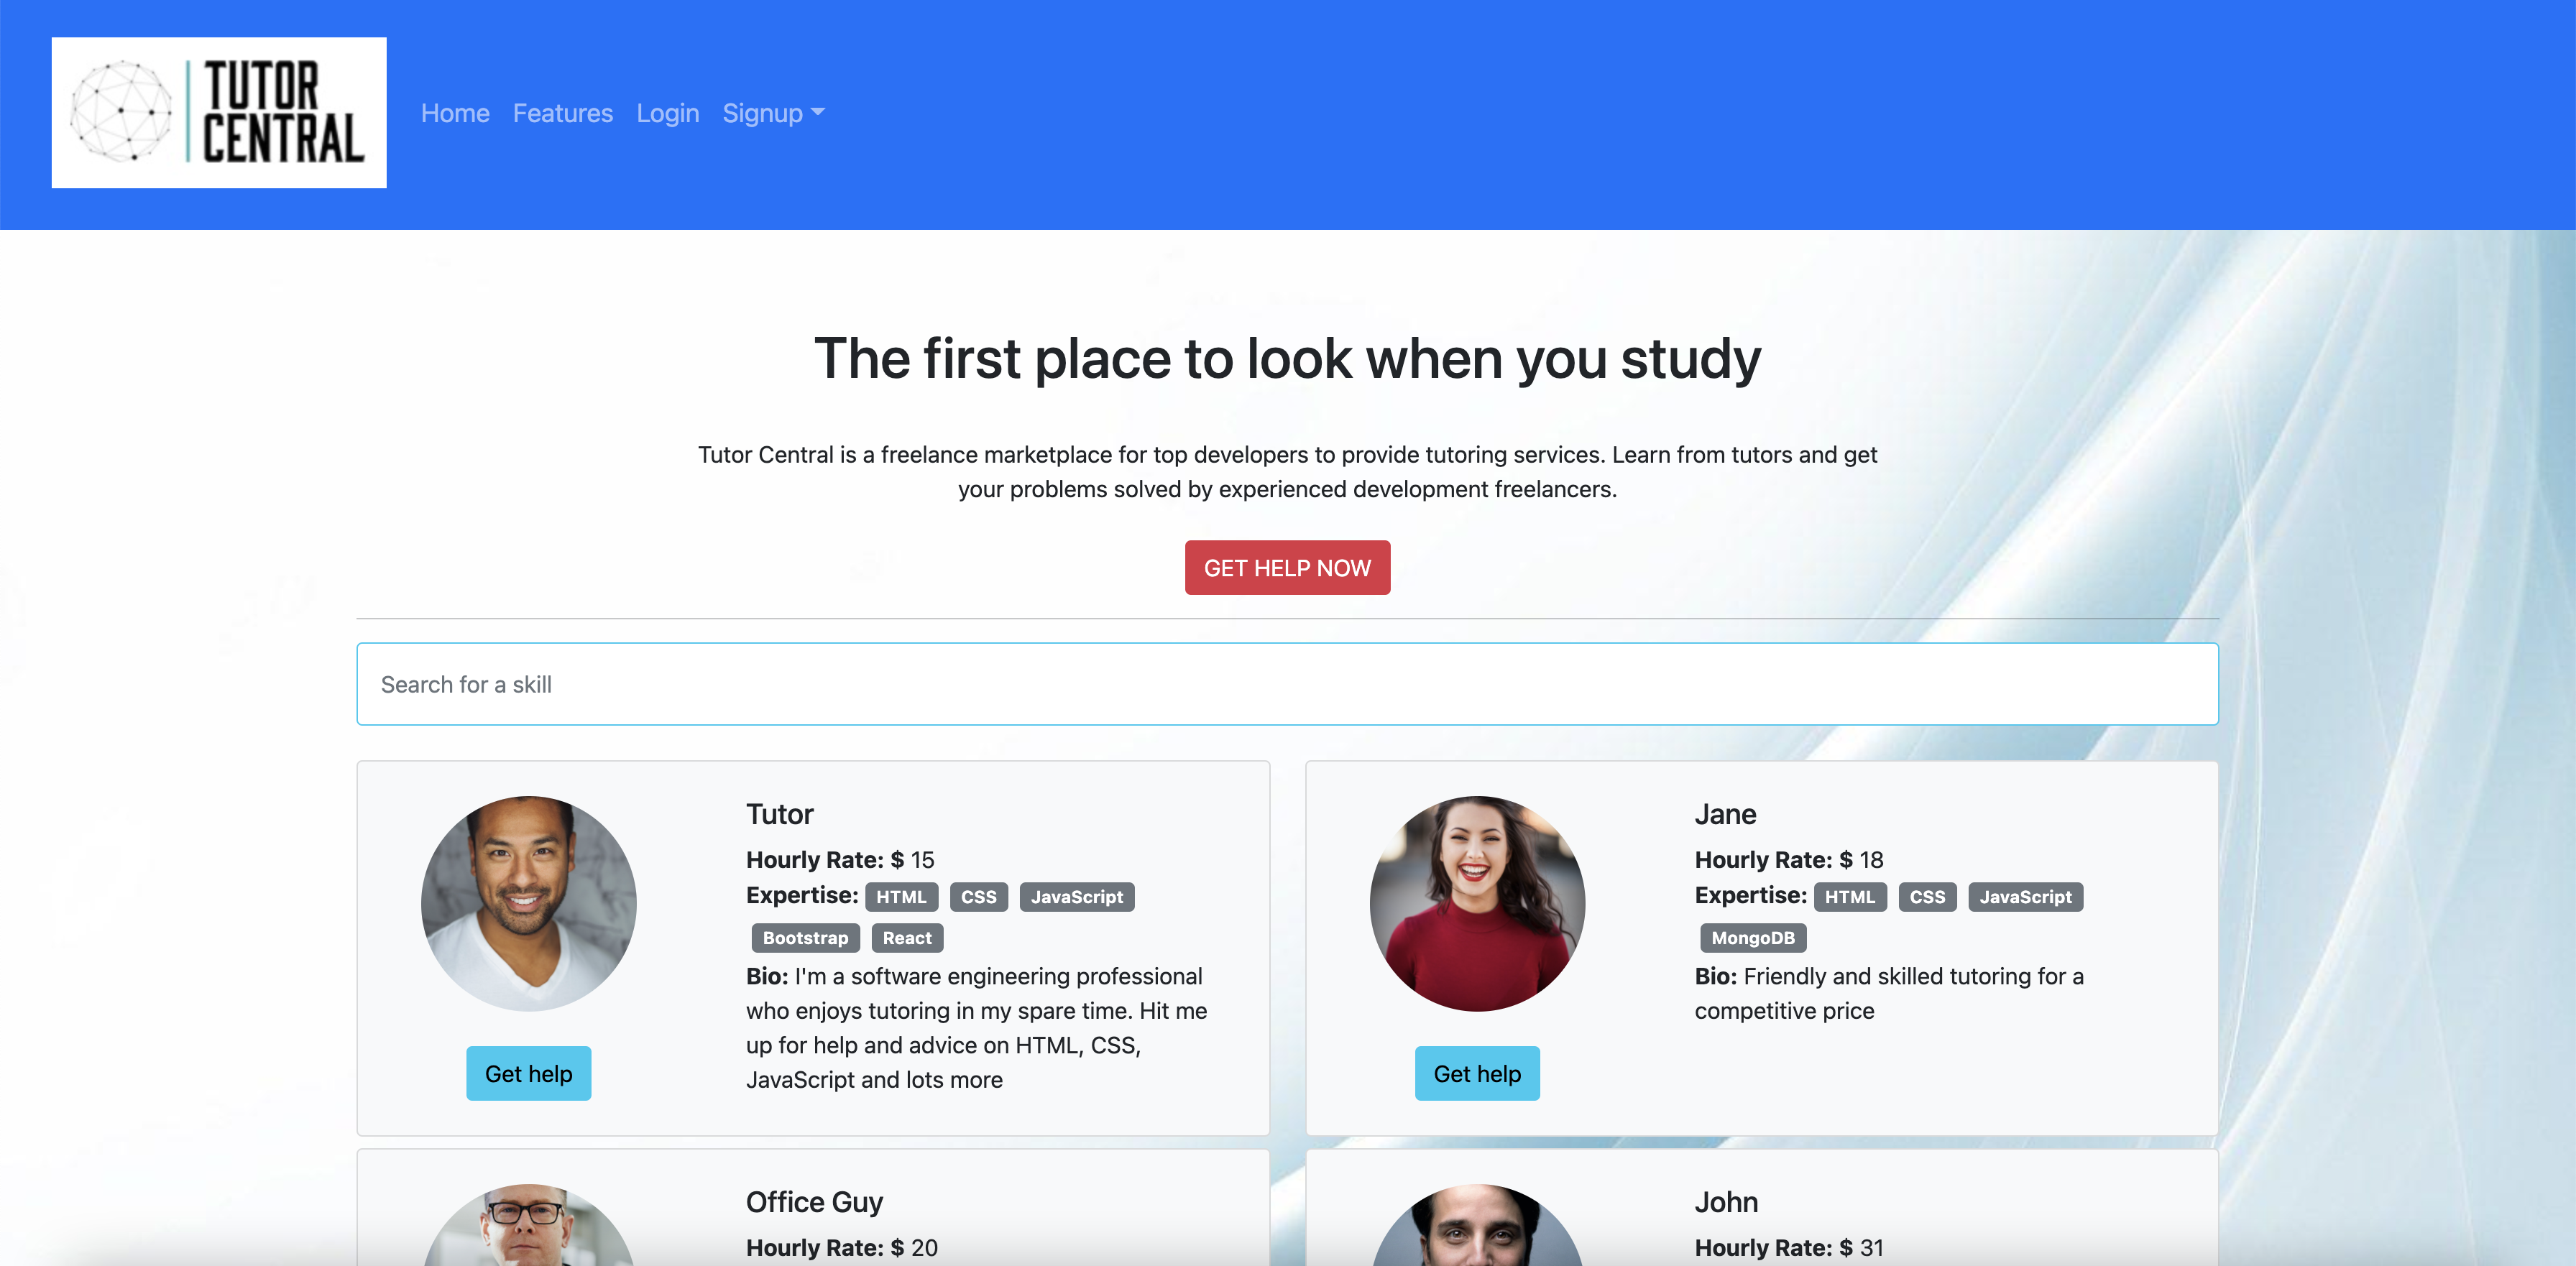 TUTOR
CENTRAL
Home Features Login Signup
The first place to look when you study
Tutor Central is a freelance marketplace for top developers to provide tutoring services. Learn from tutors and get
your problems solved by experienced development freelancers.
GET HELP NOW
Search for a skill
Tutor
Hourly Rate: $ 15
Expertise: HTML CSS JavaScript
Bootstrap React
Bio: I'm a software engineering professional
who enjoys tutoring in my spare time. Hit me
up for help and advice on HTML, CSS,
JavaScript and lots more
Get help
Jane
Hourly Rate: $ 18
Expertise: HTML CSS JavaScript
MongoDB
Bio: Friendly and skilled tutoring for a
competitive price
Get help
Office Guy
Hourly Rate: $ 20
John
Hourly Rate: $ 31